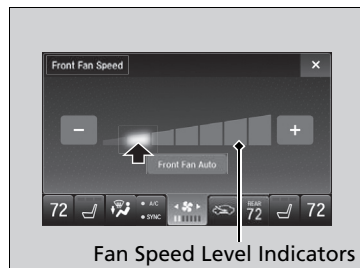 Front Fan Speed ×
− +
Front Fan Auto
72 A/C SYNC REAR 72 72
Fan Speed Level Indicators